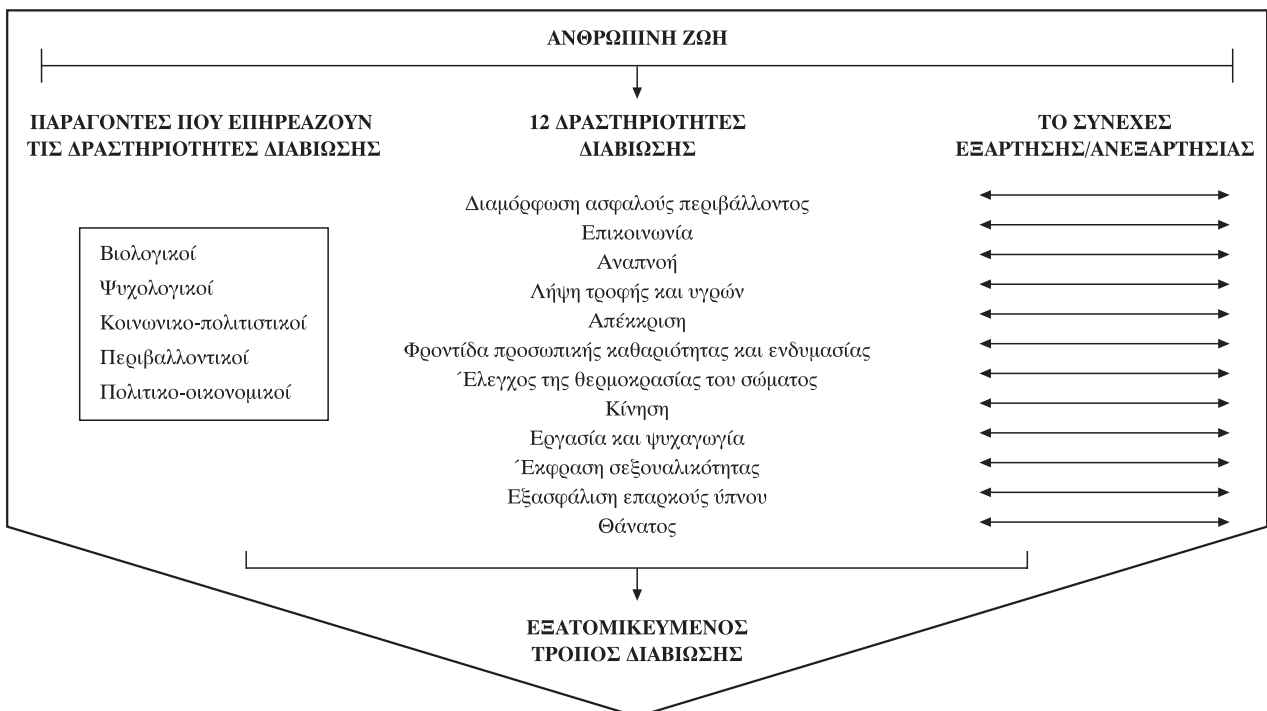 ΑΝΘΡΩΠΙΝΗ ΖΩΗ
ΠΑΡΑΓΟΝΤΕΣ ΠΟΥ ΕΠΗΡΕΑΖΟΥΝ
ΤΙΣ ΔΡΑΣΤΗΡΙΟΤΗΤΕΣ ΔΙΑΒΙΩΣΗΣ
Βιολογικοί
Ψυχολογικοί
Κοινωνικο-πολιτιστικοί
Περιβαλλοντικοί
Πολιτικο-οικονομικοί
12 ΔΡΑΣΤΗΡΙΟΤΗΤΕΣ
ΔΙΑΒΙΩΣΗΣ
Διαμόρφωση ασφαλούς περιβάλλοντος
Επικοινωνία
Αναπνοή
Λήψη τροφής και υγρών
Απέκκριση
Φροντίδα προσωπικής καθαριότητας και ενδυμασίας
Έλεγχος της θερμοκρασίας του σώματος
Κίνηση
Εργασία και ψυχαγωγία
Έκφραση σεξουαλικότητας
Εξασφάλιση επαρκούς ύπνου
Θάνατος
ΤΟ ΣΥΝΕΧΕΣ
ΕΞΑΡΤΗΣΗΣ/ΑΝΕΞΑΡΤΗΣΙΑΣ
ΕΞΑΤΟΜΙΚΕΥΜΕΝΟΣ
ΤΡΟΠΟΣ ΔΙΑΒΙΩΣΗΣ